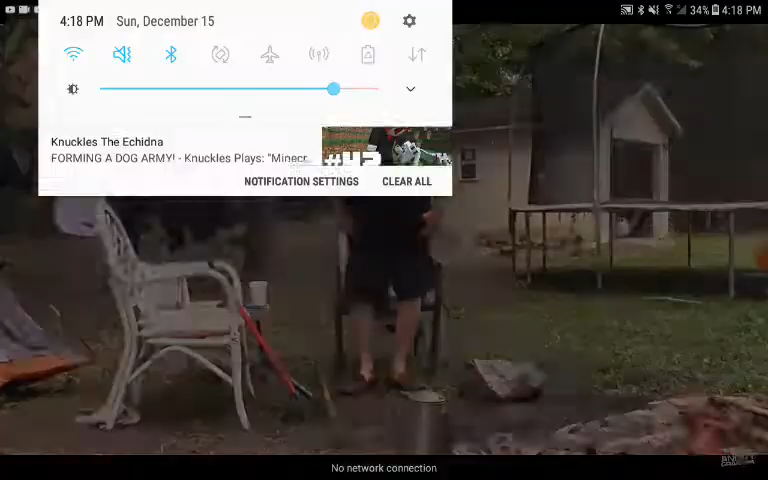 4:18 PM Sun, December 15
34% 4:18 PM
Knuckles The Echidna
FORMING A DOG ARMY! - Knuckles Plays: "Minecr
#42
NOTIFICATION SETTINGS CLEAR ALL
No network connection